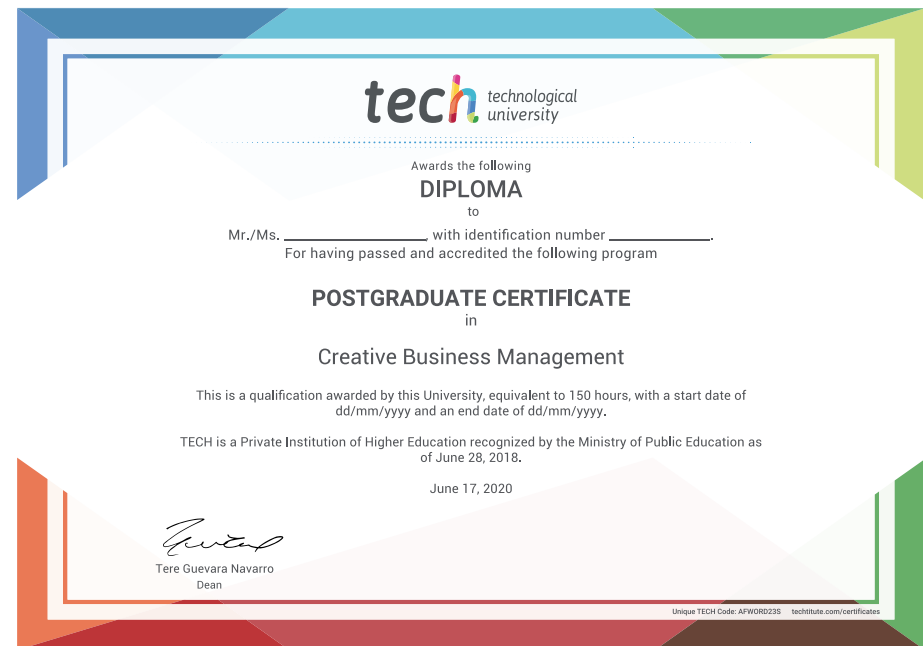 tech technological
university
Awards the following
DIPLOMA
to
Mr./Ms. ____________, with identification number _________.
For having passed and accredited the following program
POSTGRADUATE CERTIFICATE
in
Creative Business Management
This is a qualification awarded by this University, equivalent to 150 hours, with a start date of
dd/mm/yyyy and an end date of dd/mm/yyyy.
TECH is a Private Institution of Higher Education recognized by the Ministry of Public Education as
of June 28, 2018.
June 17, 2020
Tere Guevara Navarro
Dean
Unique TECH Code: AFWORD23S techtitute.com/certificates